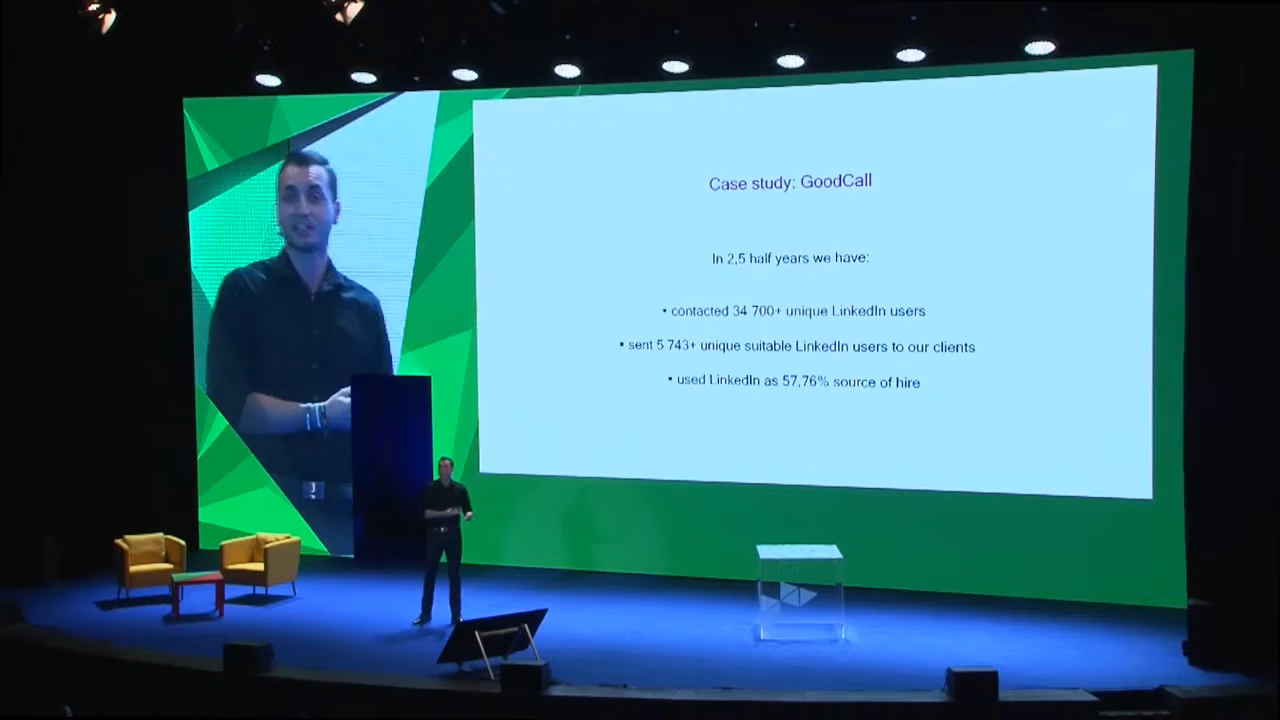 Case study: GoodCall
In 2,5 half years we have:
• contacted 34 700+ unique LinkedIn users
• sent 5 743+ unique suitable LinkedIn users to our clients
• used LinkedIn as 57,76% source of hire